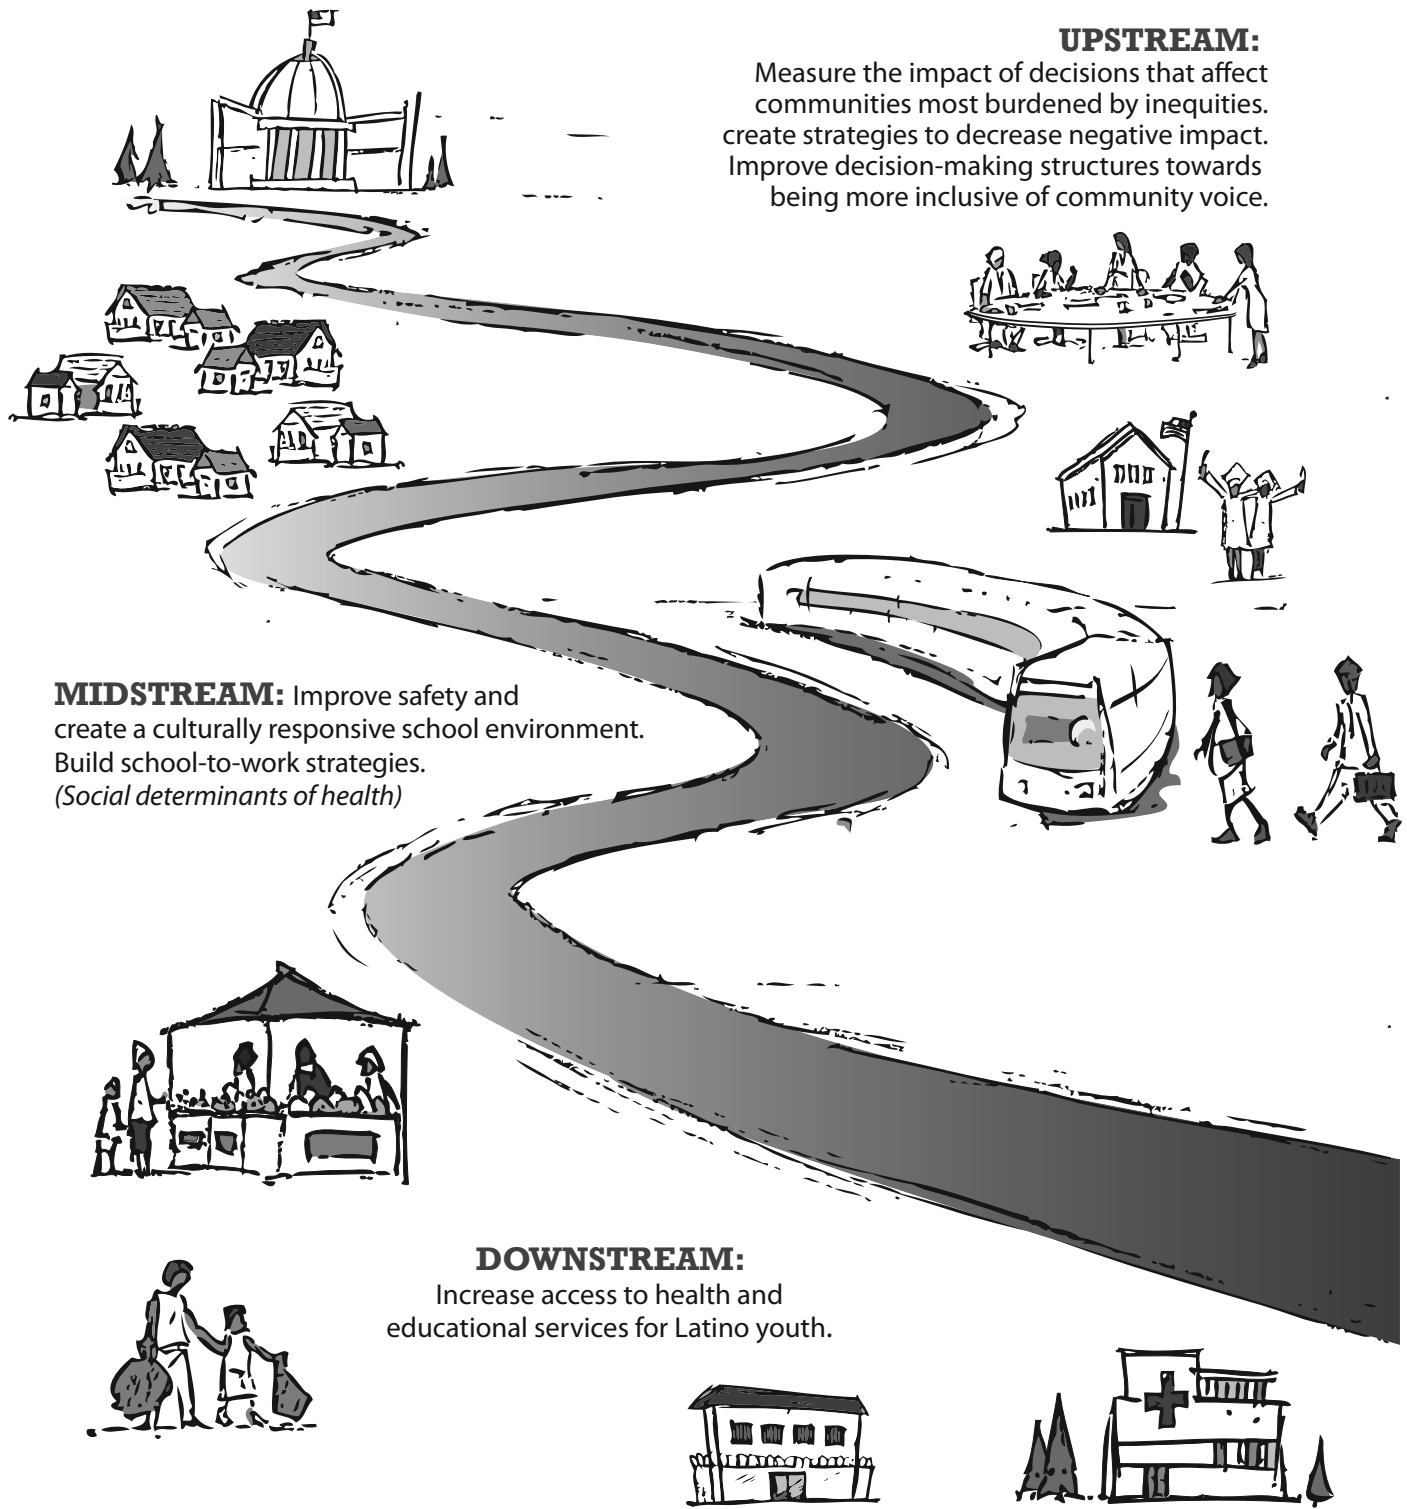 UPSTREAM:
Measure the impact of decisions that affect
communities most burdened by inequities.
create strategies to decrease negative impact.
Improve decision-making structures towards
being more inclusive of community voice.
MIDSTREAM: Improve safety and
create a culturally responsive school environment.
Build school-to-work strategies.
(Social determinants of health)
DOWNSTREAM:
Increase access to health and
educational services for Latino youth.